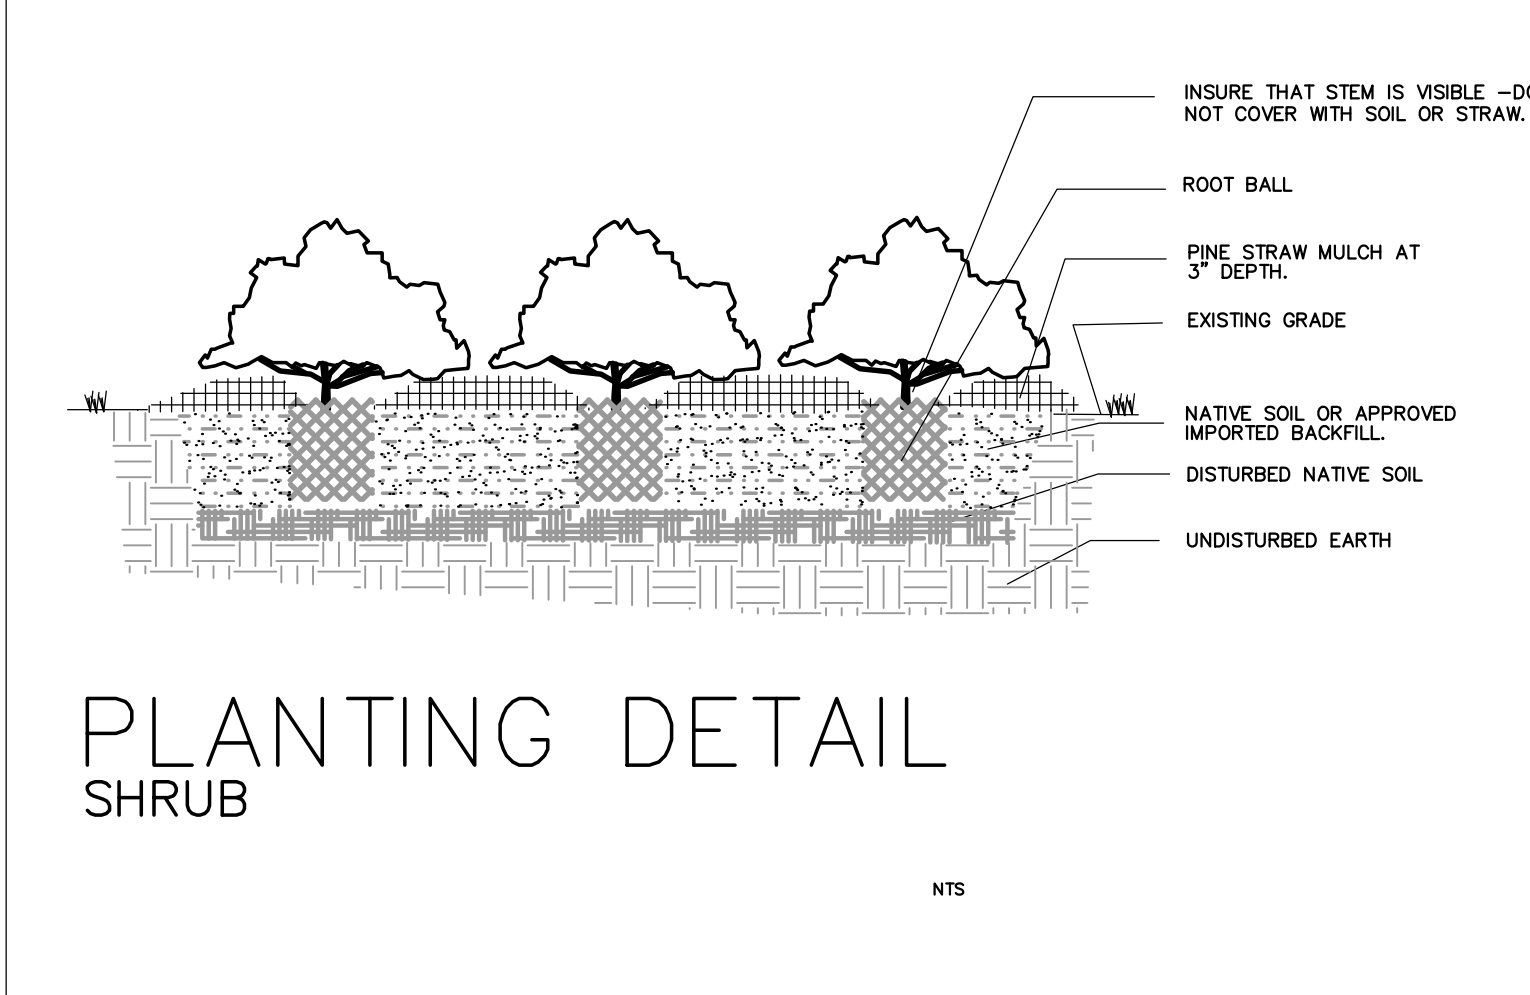 INSURE THAT STEM IS VISIBLE –DO
NOT COVER WITH SOIL OR STRAW.
ROOT BALL
PINE STRAW MULCH AT
3" DEPTH.
EXISTING GRADE
NATIVE SOIL OR APPROVED
IMPORTED BACKFILL.
DISTURBED NATIVE SOIL
UNDISTURBED EARTH
PLANTING DETAIL
SHRUB
NTS